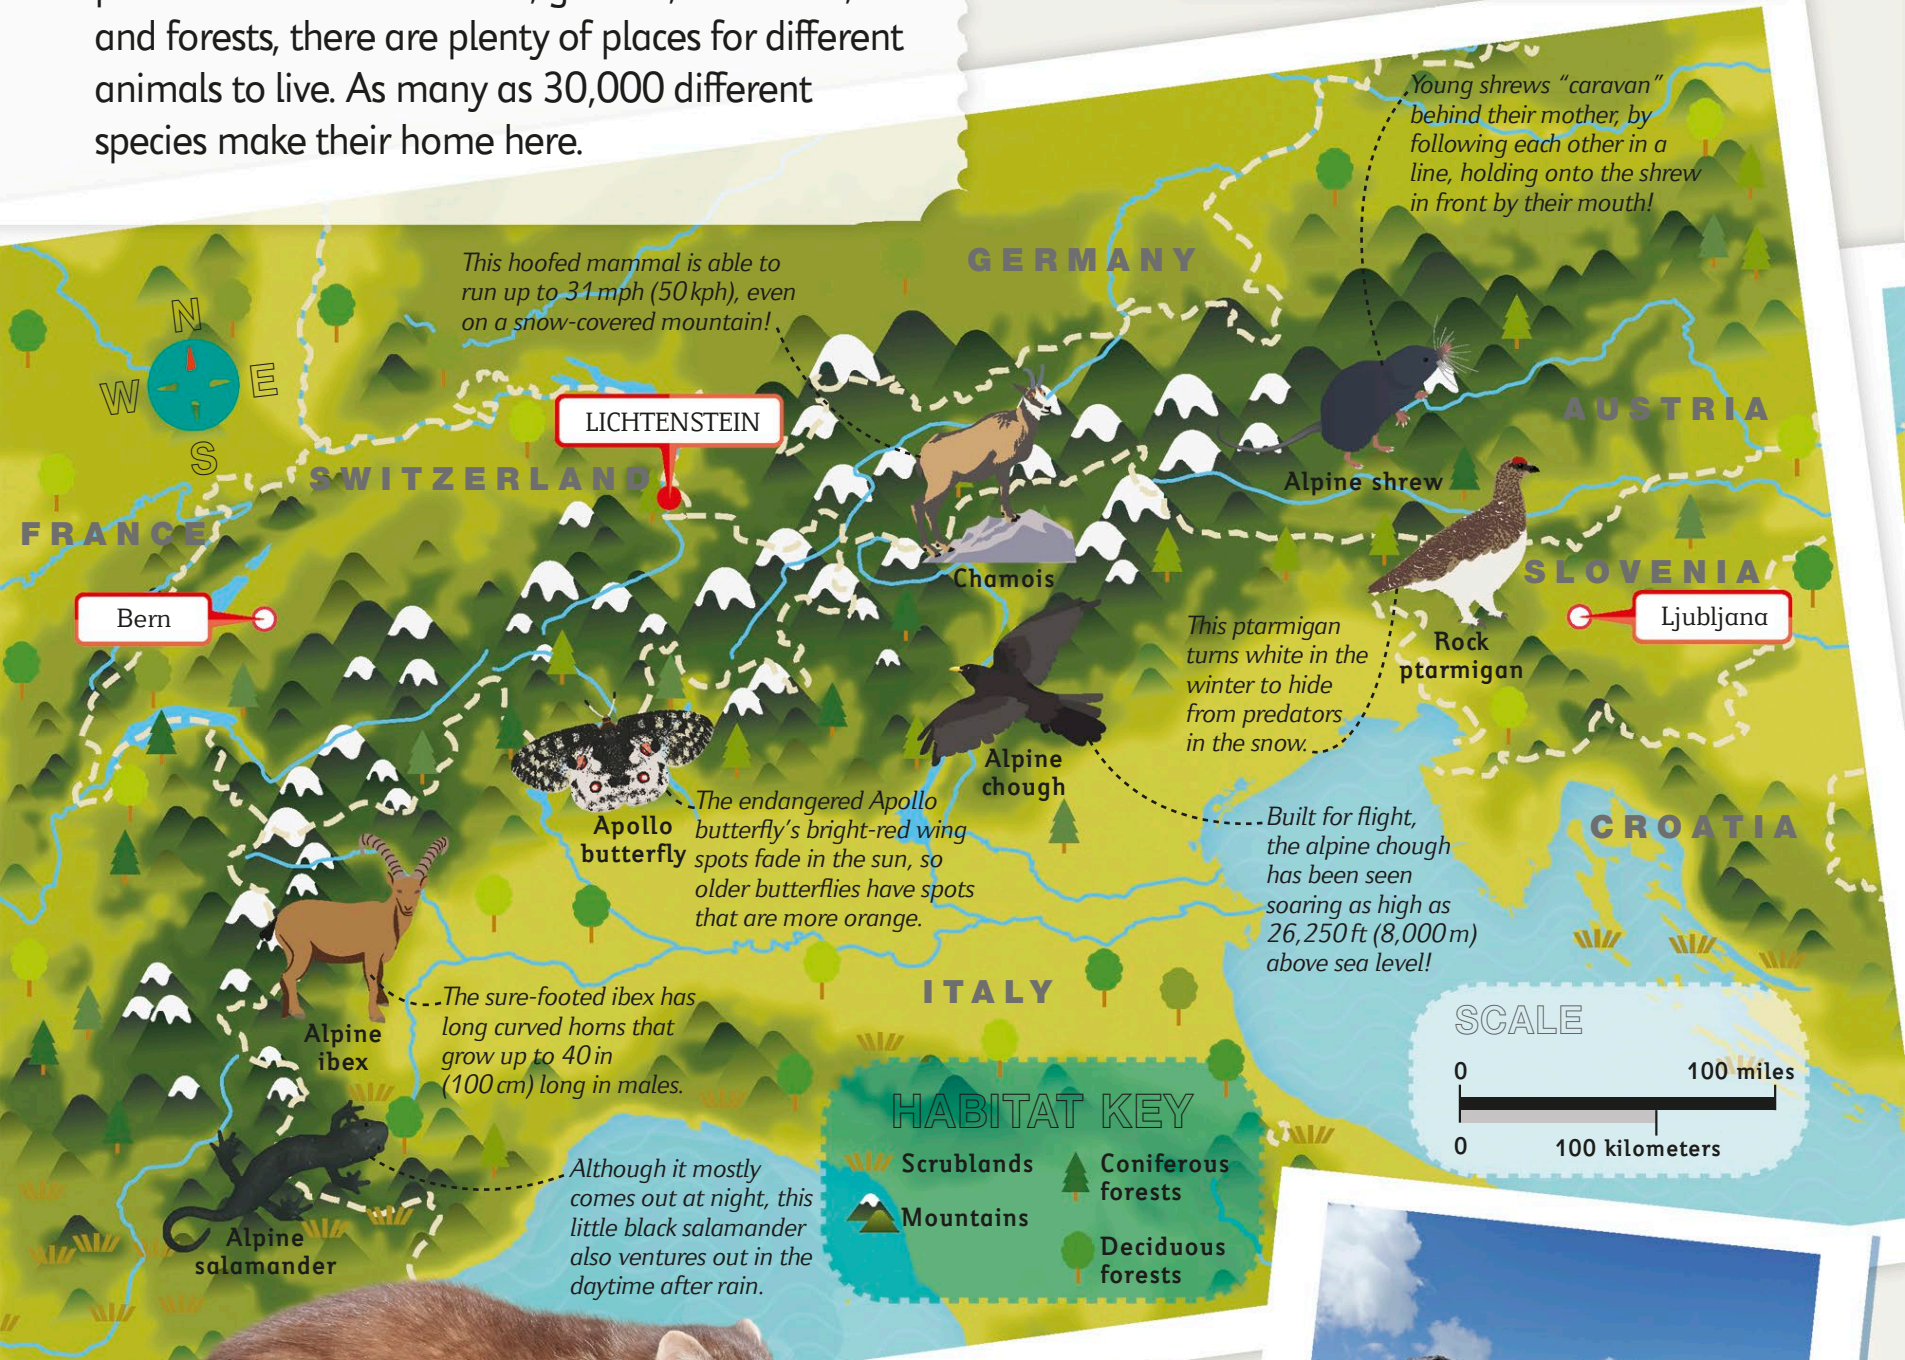 and forests, there are plenty of places for different
animals to live. As many as 30,000 different
species make their home here.
Young shrews “caravan”
behind their mother, by
following each other in a
line, holding onto the shrew
in front by their mouth!
This hoofed mammal is able to
run up to 31 mph (50 kph), even
on a snow-covered mountain!
GERMANY
N
W
E
S
LICHTENSTEIN
AUSTRIA
SWITZERLAND
Alpine shrew
FRANCE
Chamois
SLOVENIA
Bern
Ljubljana
Rock
ptarmigan
This ptarmigan
turns white in the
winter to hide
from predators
in the snow.
Alpine
chough
Apollo
butterfly
The endangered Apollo
butterfly’s bright-red wing
spots fade in the sun, so
older butterflies have spots
that are more orange.
Built for flight,
the alpine chough
has been seen
soaring as high as
26,250 ft (8,000 m)
above sea level!
CROATIA
ITALY
Alpine
ibex
The sure-footed ibex has
long curved horns that
grow up to 40 in
(100 cm) long in males.
SCALE
0
100 miles
0
100 kilometers
HABITAT KEY
Scrublands
Mountains
Coniferous
forests
Deciduous
forests
Although it mostly
comes out at night, this
little black salamander
also ventures out in the
daytime after rain.
Alpine
salamander